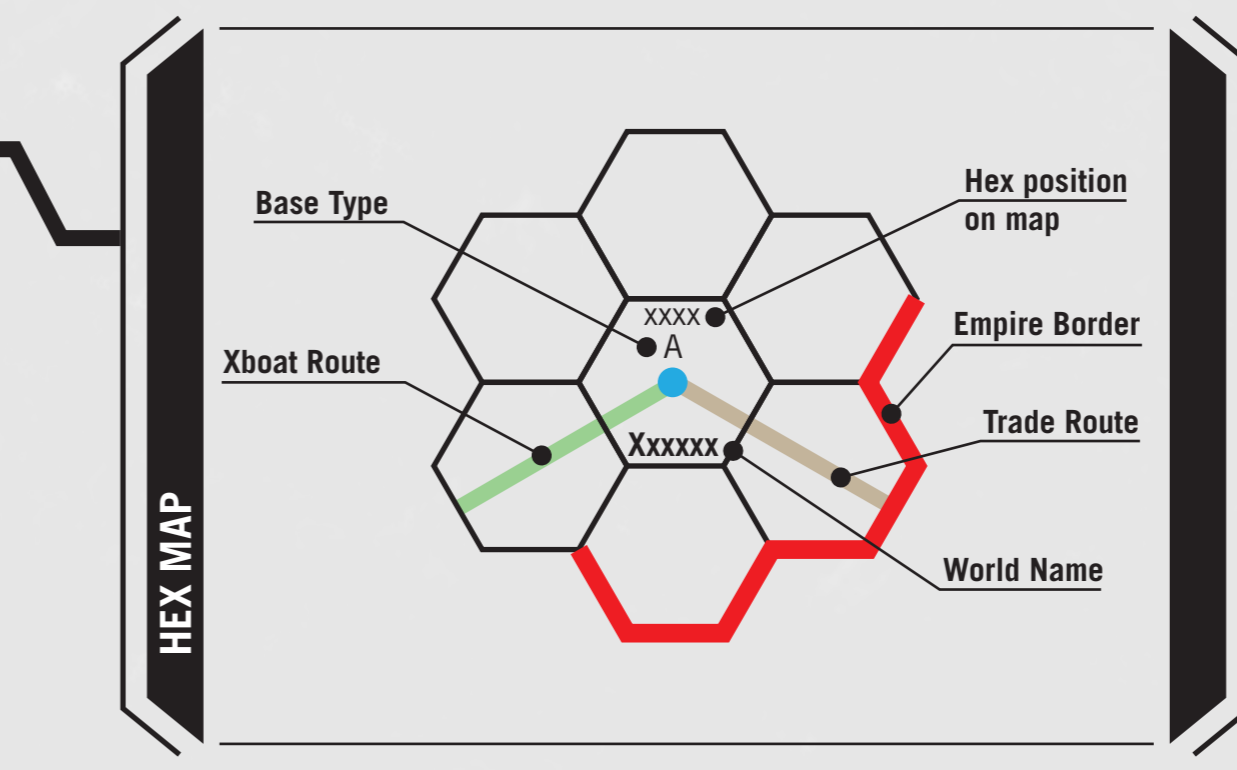 HEX MAP
Base Type
Hex position
on map
xxxx
A
Empire Border
Xboat Route
Trade Route
Xxxxxx
World Name